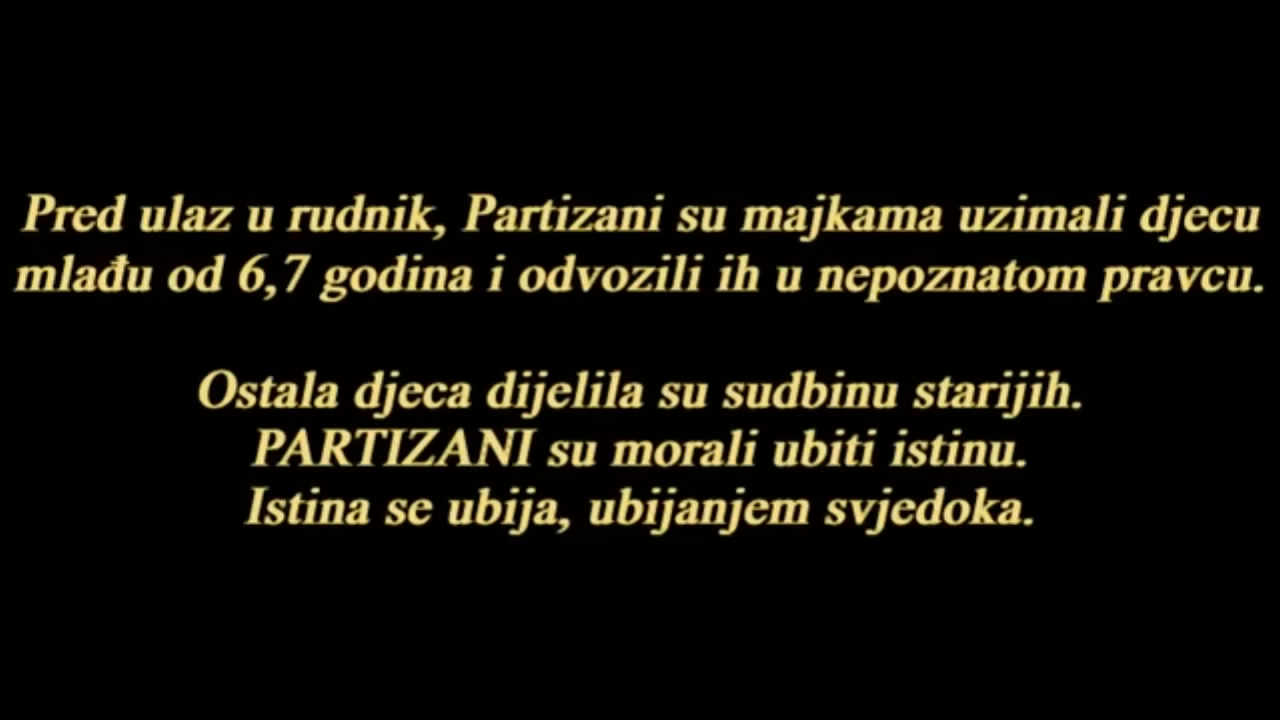 Pred ulaz u rudnik, Partizani su majkama uzimali djecu
mlađu od 6,7 godina i odvozili ih u nepoznatom pravcu.
Ostala djeca dijelila su sudbinu starijih.
PARTIZANI su morali ubiti istinu.
Istina se ubija, ubijanjem svjedoka.